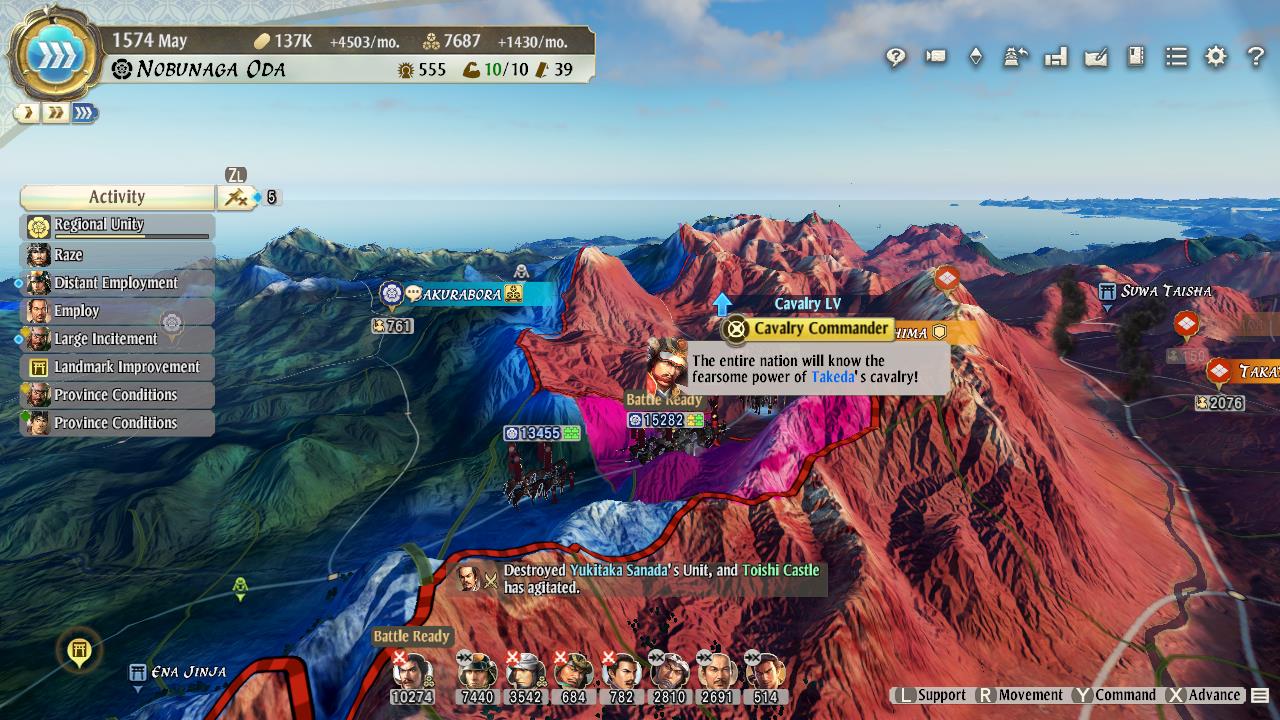 1574 May
137K
+4503/mo.
7687
+1430/mo.
Nobunaga Oda
555
10/10
39
ZL
Activity
5
Regional Unity
Raze
Distant Employment
Employ
Large Incitement
Landmark Improvement
Province Conditions
Province Conditions
AKURABORA
761
Cavalry LV
Cavalry Commander
HIMA
The entire nation will know the
fearsome power of Takeda's cavalry!
Battle Ready
15282
13455
Suwa Taisha
159
TAKA
2076
Destroyed Yukitaka Sanada's Unit, and Toishi Castle
has agitated.
Ena Jinja
Battle Ready
10274
7440
3542
684
782
2810
2691
514
L Support
R Movement
Y Command
X Advance